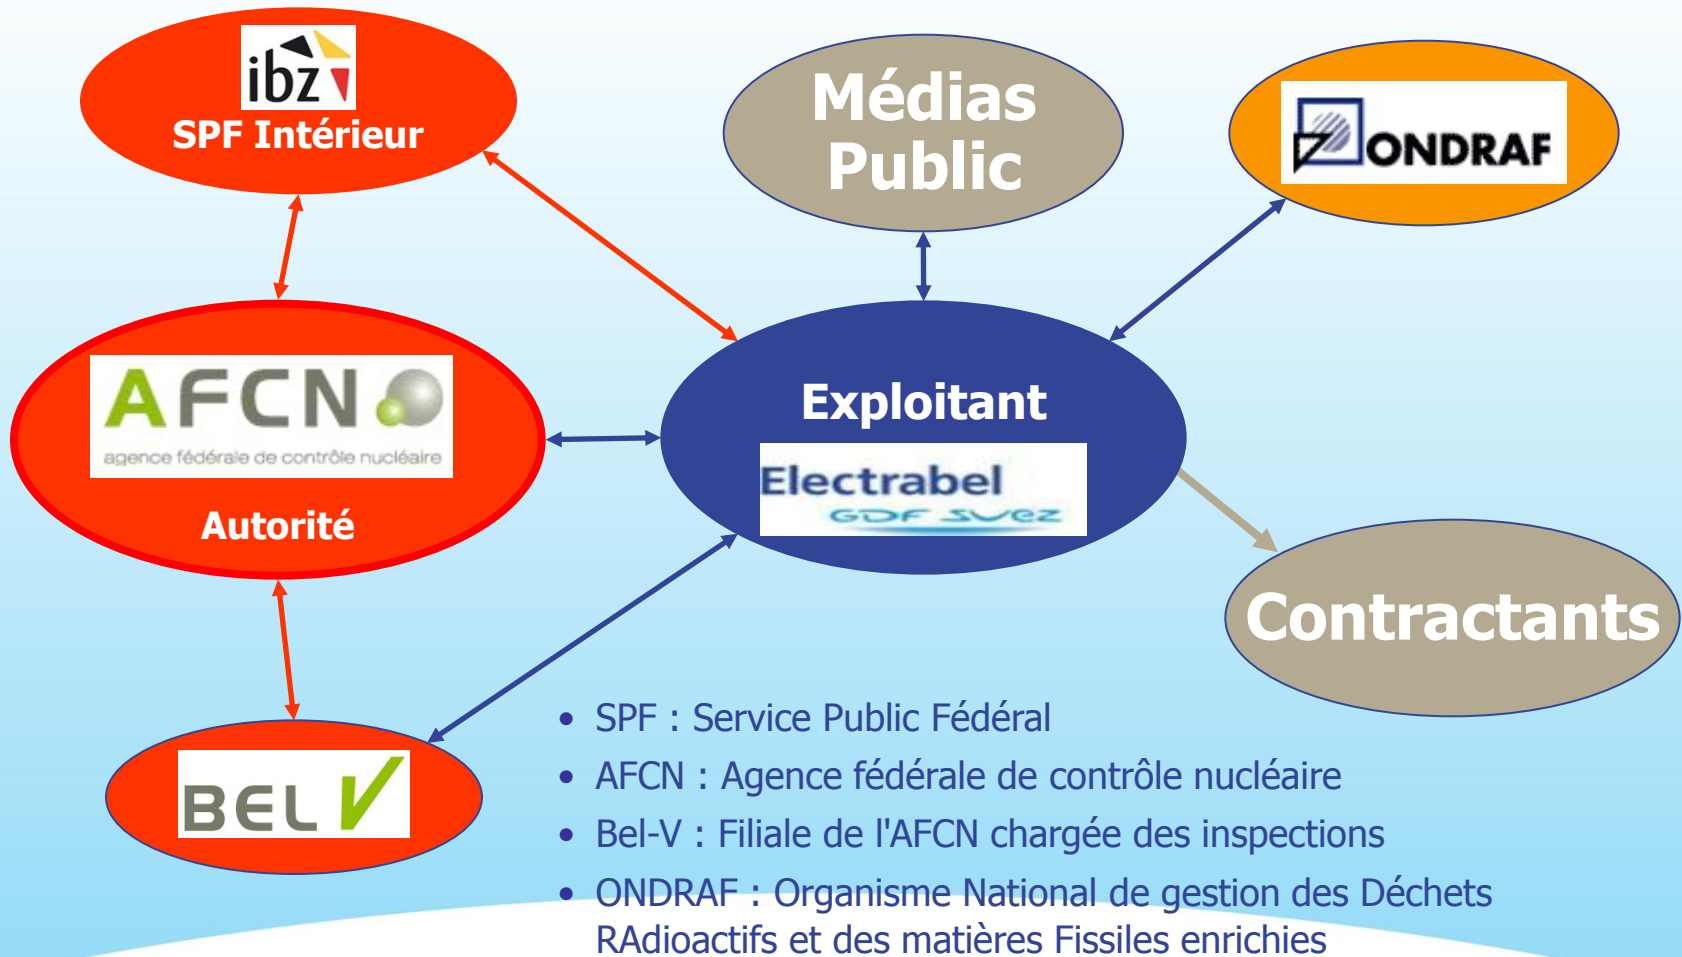 ibz
SPF Intérieur
Médias
Public
ONDRAF
AFCN
agence fédérale de contrôle nucléaire
Autorité
Exploitant
Electrabel
GDF SUEZ
Contractants
BEL V
• SPF : Service Public Fédéral
• AFCN : Agence fédérale de contrôle nucléaire
• Bel-V : Filiale de l'AFCN chargée des inspections
• ONDRAF : Organisme National de gestion des Déchets
RAdioactifs et des matières Fissiles enrichies